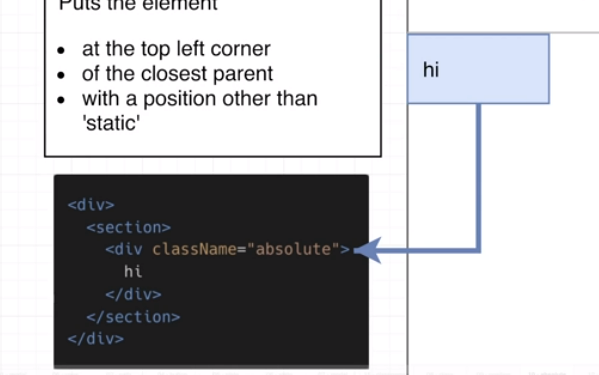 Puts the element
• at the top left corner
• of the closest parent
• with a position other than
'static'
hi
<div>
<section>
<div className="absolute">
hi
</div>
</section>
</div>